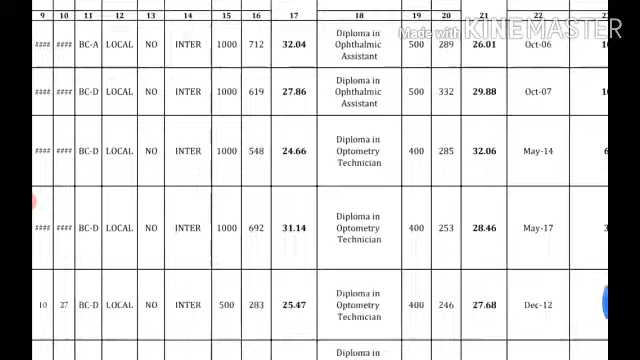 Made with KINEMASTER
9 10 11 12 13 14 15 16 17 18 19 20 21 22
#### #### BC-A LOCAL NO INTER 1000 712 32.04 Diploma in Ophthalmic Assistant 500 289 26.01 Oct-06
#### #### BC-D LOCAL NO INTER 1000 619 27.86 Diploma in Ophthalmic Assistant 500 332 29.88 Oct-07
#### #### BC-D LOCAL NO INTER 1000 548 24.66 Diploma in Optometry Technician 400 285 32.06 May-14
#### #### BC-D LOCAL NO INTER 1000 692 31.14 Diploma in Optometry Technician 400 253 28.46 May-17
10 27 BC-D LOCAL NO INTER 500 283 25.47 Diploma in Optometry Technician 400 246 27.68 Dec-12
Diploma in